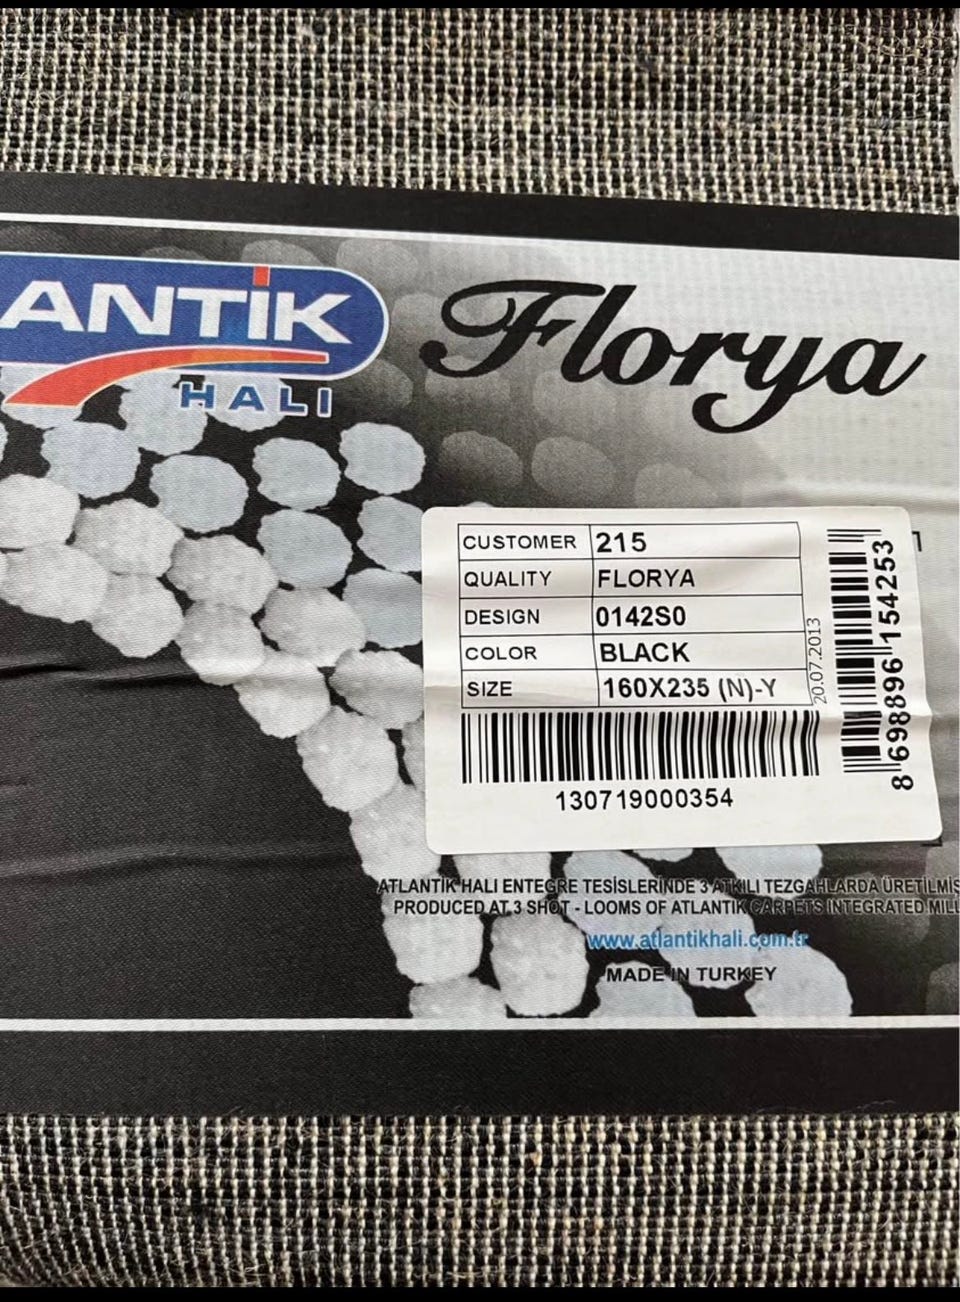 ANTİK
HALI
Florya
CUSTOMER 215
QUALITY FLORYA
DESIGN 0142S0
COLOR BLACK
SIZE 160X235 (N)-Y
20.07.2013
8 698896 154253
130719000354
ATLANTİK HALI ENTEGRE TESİSLERİNDE 3 ATKILI TEZGAHLARDA ÜRETİLMİŞ
PRODUCED AT 3 SHOT - LOOMS OF ATLANTIK CARPETS INTEGRATED MILL
www.atlantikhali.com.tr
MADE IN TURKEY